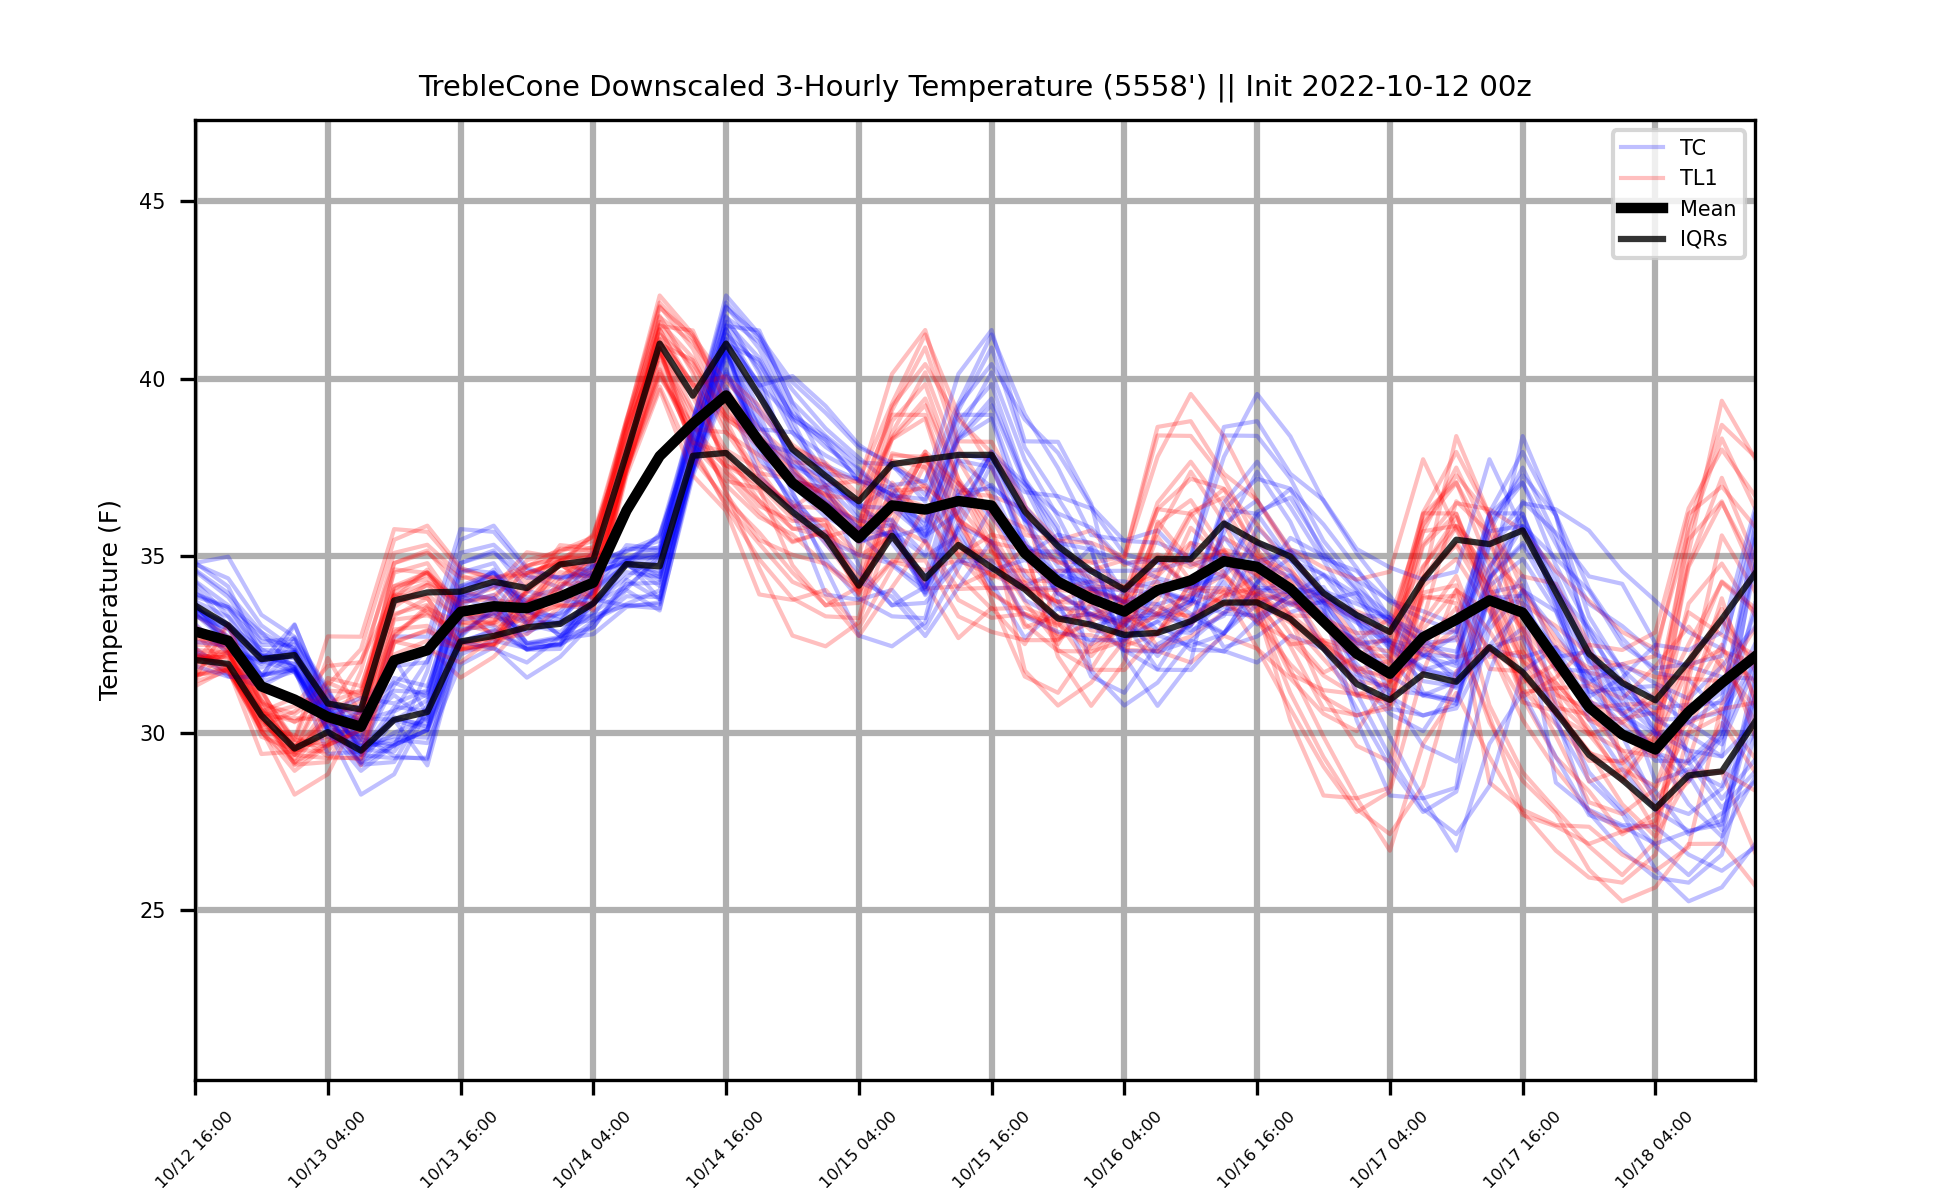 TrebleCone Downscaled 3-Hourly Temperature (5558') || Init 2022-10-12 00z
TC
TL1
Mean
IQRs
Temperature (F)
45
40
35
30
25
10/12 16:00
10/13 04:00
10/13 16:00
10/14 04:00
10/14 16:00
10/15 04:00
10/15 16:00
10/16 04:00
10/16 16:00
10/17 04:00
10/17 16:00
10/18 04:00